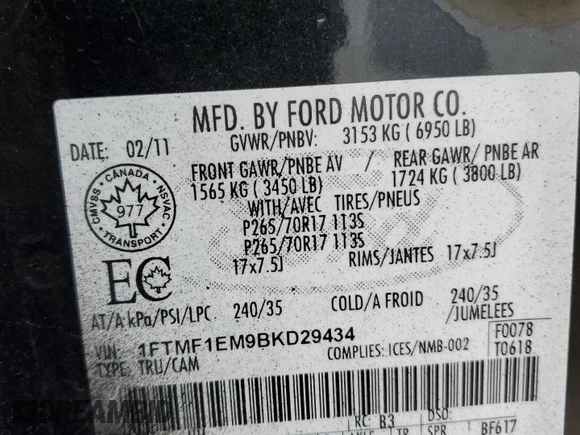 MFD. BY FORD MOTOR CO.
DATE: 02/11
GVWR/PNBV: 3153 KG ( 6950 LB)
FRONT GAWR/PNBE AV / REAR GAWR/ PNBE AR
1565 KG ( 3450 LB) 1724 KG ( 3800 LB)
WITH/AVEC TIRES/PNEUS
P265/70R17 113S
P265/70R17 113S
17x7.5J RIMS/JANTES 17x7.5J
CANADA
CMVSS NSVAC
977
TRANSPORT
EC
AT/A kPa/PSI/LPC 240/35 COLD/A FROID 240/35
/JUMELEES
VIN: 1FTMF1EM9BKD29434
F0078
TYPE: TRU/CAM COMPLIES: ICES/NMB-002 T0618
RC: B3 DSO:
BF617